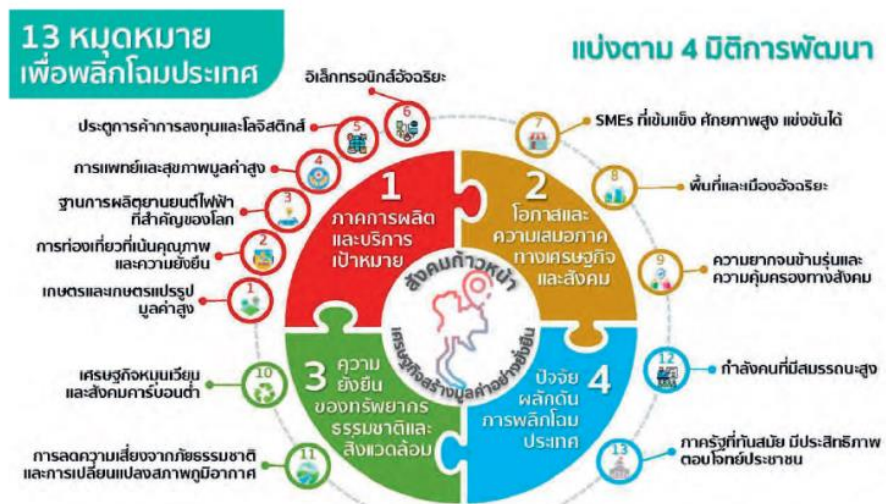 13 หมุดหมาย
เพื่อพลิกโฉมประเทศ
แบ่งตาม 4 มิติการพัฒนา
อิเล็กทรอนิกส์อัจฉริยะ
6
ประตูการค้าการลงทุนและโลจิสติกส์
5
การแพทย์และสุขภาพมูลค่าสูง
4
ฐานการผลิตยานยนต์ไฟฟ้า
ที่สำคัญของโลก
3
การท่องเที่ยวที่เน้นคุณภาพ
และความยั่งยืน
2
เกษตรและเกษตรแปรรูป
มูลค่าสูง
1
1
ภาคการผลิต
และบริการ
เป้าหมาย
7
SMEs ที่เข้มแข็ง ศักยภาพสูง แข่งขันได้
8
พื้นที่และเมืองอัจฉริยะ
9
ความยากจนข้ามรุ่นและ
ความคุ้มครองทางสังคม
2
โอกาสและ
ความเสมอภาค
ทางเศรษฐกิจ
และสังคม
สังคมก้าวหน้า
เศรษฐกิจสร้างมูลค่าอย่างยั่งยืน
เศรษฐกิจหมุนเวียน
และสังคมคาร์บอนต่ำ
10
การลดความเสี่ยงจากภัยธรรมชาติ
และการเปลี่ยนแปลงสภาพภูมิอากาศ
11
3 ความ
ยั่งยืน
ของทรัพยากร
ธรรมชาติและ
สิ่งแวดล้อม
ปัจจัย 4
ผลักดัน
การพลิกโฉม
ประเทศ
12
กำลังคนที่มีสมรรถนะสูง
13
ภาครัฐที่ทันสมัย มีประสิทธิภาพ
ตอบโจทย์ประชาชน